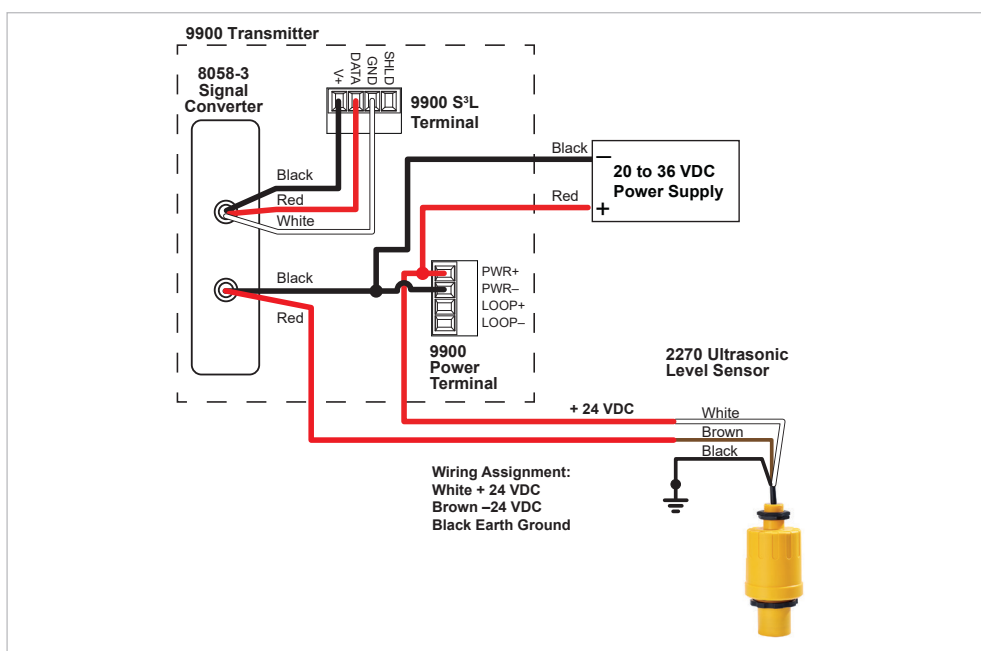 9900 Transmitter
8058-3
Signal
Converter
V+
DATA
GND
SHLD
9900 S³L
Terminal
Black
Red
White
Black
Red
Black
Red
–
+
20 to 36 VDC
Power Supply
PWR+
PWR–
LOOP+
LOOP–
9900
Power
Terminal
2270 Ultrasonic
Level Sensor
+ 24 VDC
White
Brown
Black
Wiring Assignment:
White + 24 VDC
Brown –24 VDC
Black Earth Ground